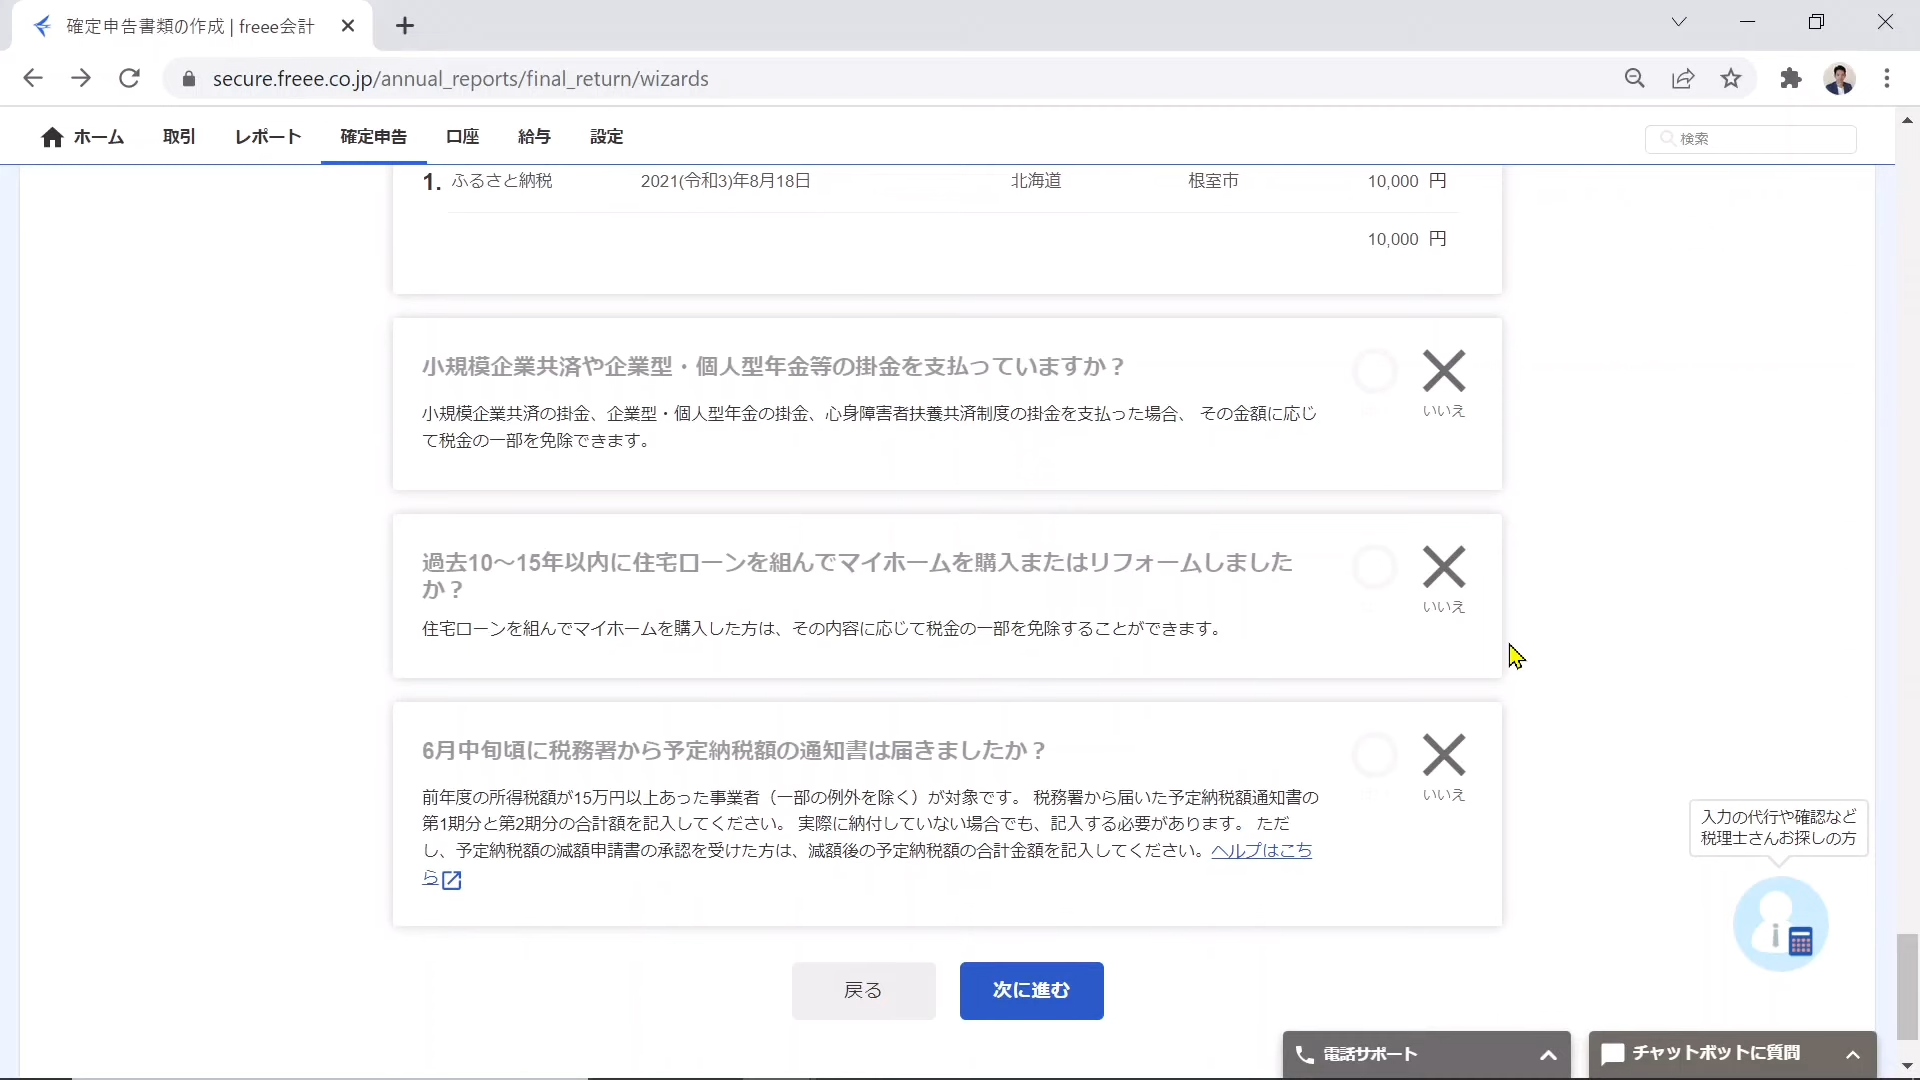 確定申告書類の作成 | freee会計
secure.freee.co.jp/annual_reports/final_return/wizards
ホーム 取引 レポート 確定申告 口座 給与 設定 検索
1. ふるさと納税 2021(令和3)年8月18日 北海道 根室市 10,000 円
10,000 円
小規模企業共済や企業型・個人型年金等の掛金を支払っていますか？
小規模企業共済の掛金、企業型・個人型年金の掛金、心身障害者扶養共済制度の掛金を支払った場合、 その金額に応じ
て税金の一部を免除できます。
いいえ
過去10〜15年以内に住宅ローンを組んでマイホームを購入またはリフォームしました
か？
住宅ローンを組んでマイホームを購入した方は、その内容に応じて税金の一部を免除することができます。
いいえ
6月中旬頃に税務署から予定納税額の通知書は届きましたか？
前年度の所得税額が15万円以上あった事業者（一部の例外を除く）が対象です。 税務署から届いた予定納税額通知書の
第1期分と第2期分の合計額を記入してください。 実際に納付していない場合でも、記入する必要があります。 ただ
し、予定納税額の減額申請書の承認を受けた方は、減額後の予定納税額の合計金額を記入してください。ヘルプはこち
ら
いいえ
入力の代行や確認など
税理士さんお探しの方
戻る 次に進む
電話サポート チャットボットに質問